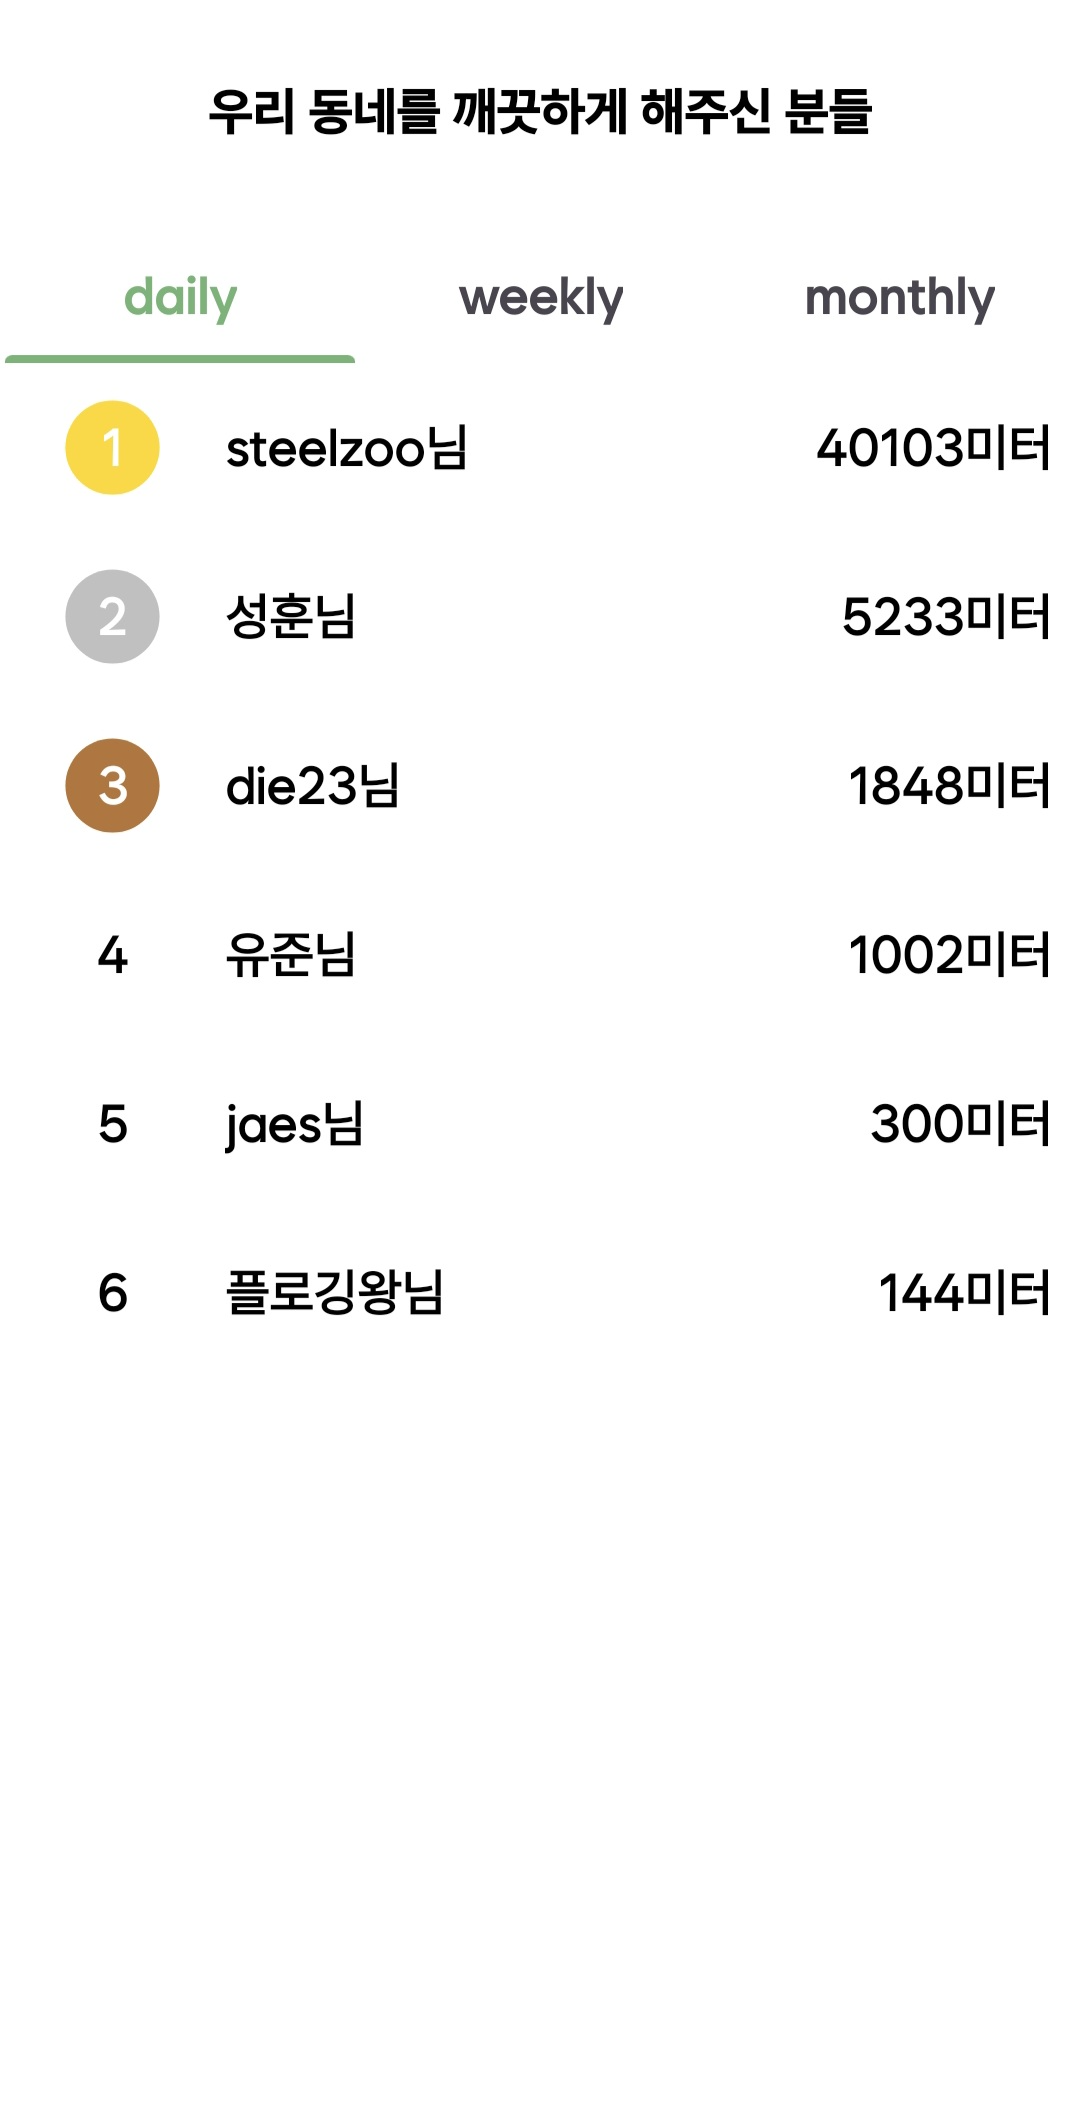 우리 동네를 깨끗하게 해주신 분들
daily weekly monthly
1 steelzoo님 40103미터
2 성훈님 5233미터
3 die23님 1848미터
4 유준님 1002미터
5 jaes님 300미터
6 플로깅왕님 144미터